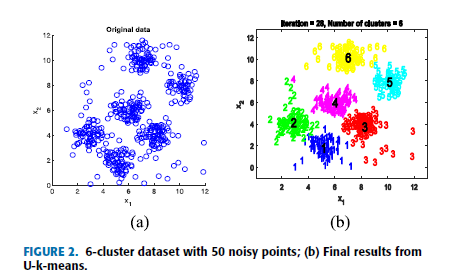 Original data
12
10
8
6
4
2
0
0 2 4 6 8 10 12
x2
x1
(a)
Iteration = 28, Number of clusters = 6
12
10
8
6
4
2
0
2 4 6 8 10 12
x2
x1
1
2
3
4
5
6
(b)
FIGURE 2. 6-cluster dataset with 50 noisy points; (b) Final results from
U-k-means.